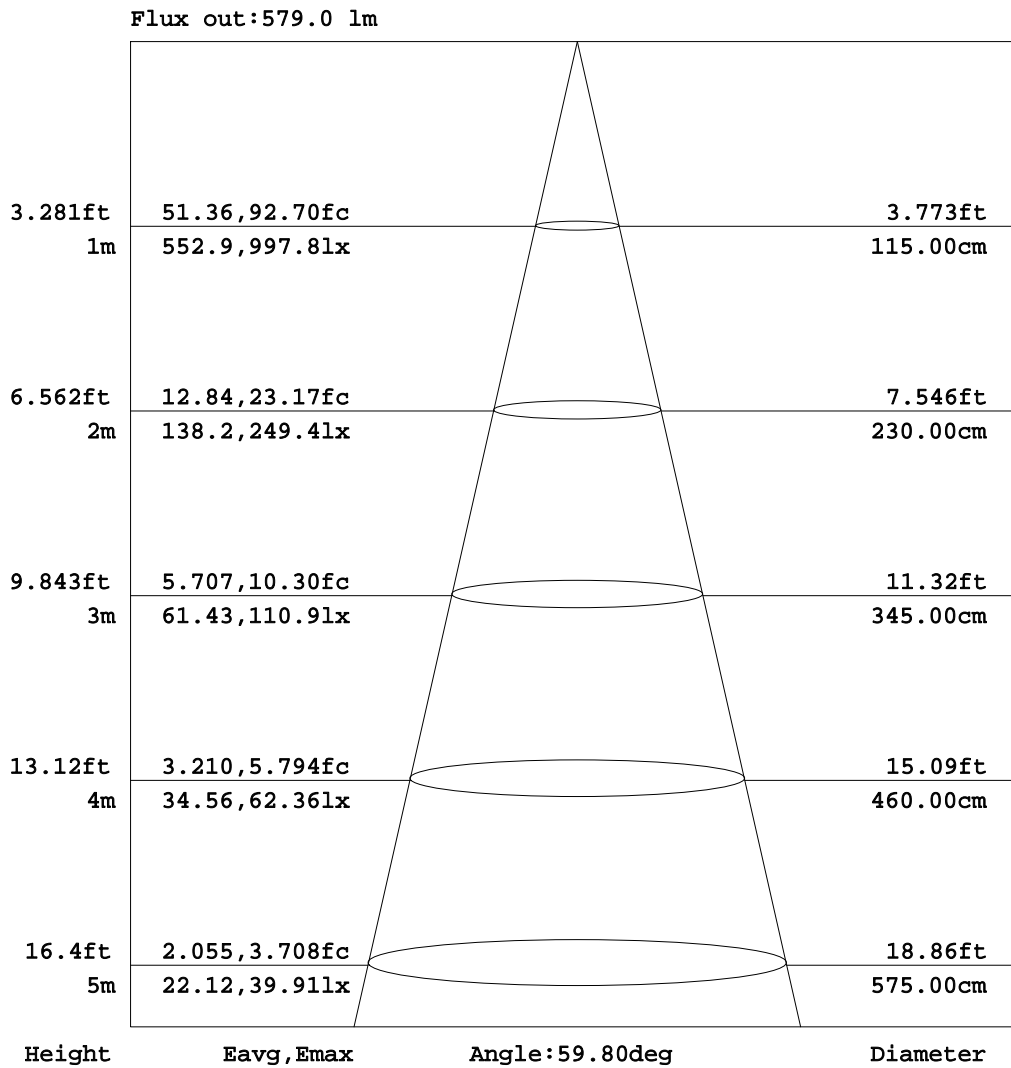 Flux out:579.0 lm
3.281ft 51.36,92.70fc 3.773ft
1m 552.9,997.8lx 115.00cm
6.562ft 12.84,23.17fc 7.546ft
2m 138.2,249.4lx 230.00cm
9.843ft 5.707,10.30fc 11.32ft
3m 61.43,110.9lx 345.00cm
13.12ft 3.210,5.794fc 15.09ft
4m 34.56,62.36lx 460.00cm
16.4ft 2.055,3.708fc 18.86ft
5m 22.12,39.91lx 575.00cm
Height Eavg,Emax Angle:59.80deg Diameter